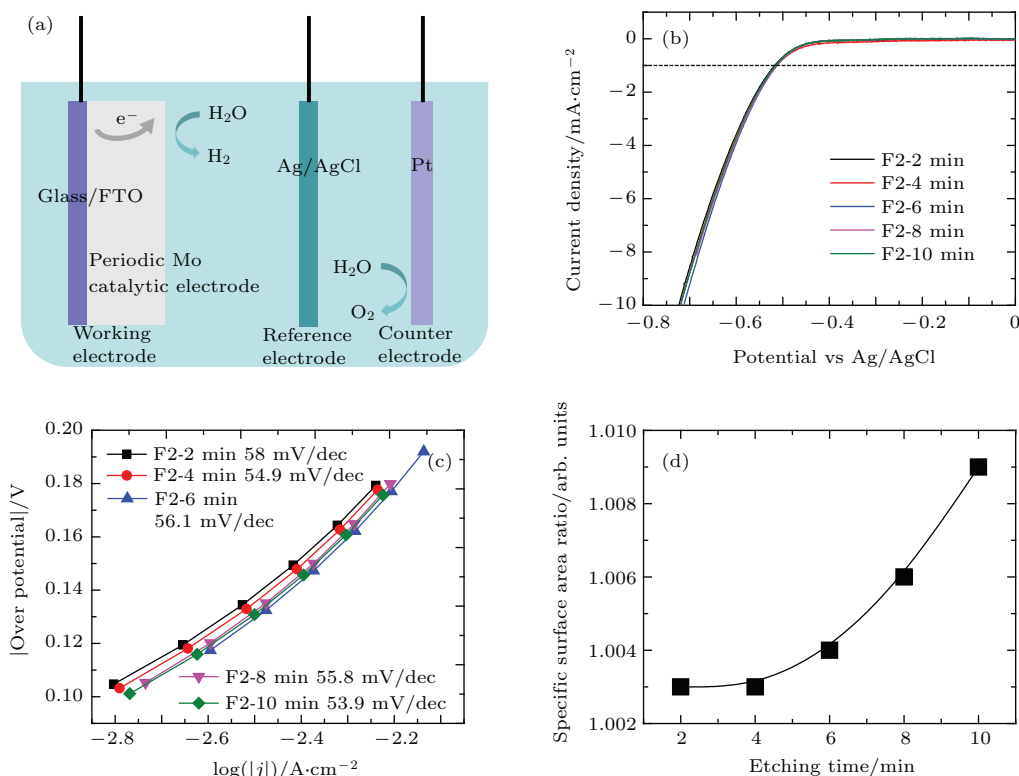 (a)
e⁻
H₂O
H₂
Ag/AgCl
Pt
Glass/FTO
Periodic Mo
catalytic electrode
H₂O
O₂
Working
electrode
Reference
electrode
Counter
electrode
(b)
Current density/mA·cm⁻²
0
−2
−4
−6
−8
−10
F2-2 min
F2-4 min
F2-6 min
F2-8 min
F2-10 min
−0.8
−0.6
−0.4
−0.2
0
Potential vs Ag/AgCl
(c)
|Over potential|/V
0.20
0.18
0.16
0.14
0.12
0.10
F2-2 min 58 mV/dec
F2-4 min 54.9 mV/dec
F2-6 min
56.1 mV/dec
F2-8 min 55.8 mV/dec
F2-10 min 53.9 mV/dec
−2.8
−2.6
−2.4
−2.2
log(|j|)/A·cm⁻²
(d)
Specific surface area ratio/arb. units
1.010
1.008
1.006
1.004
1.002
2
4
6
8
10
Etching time/min